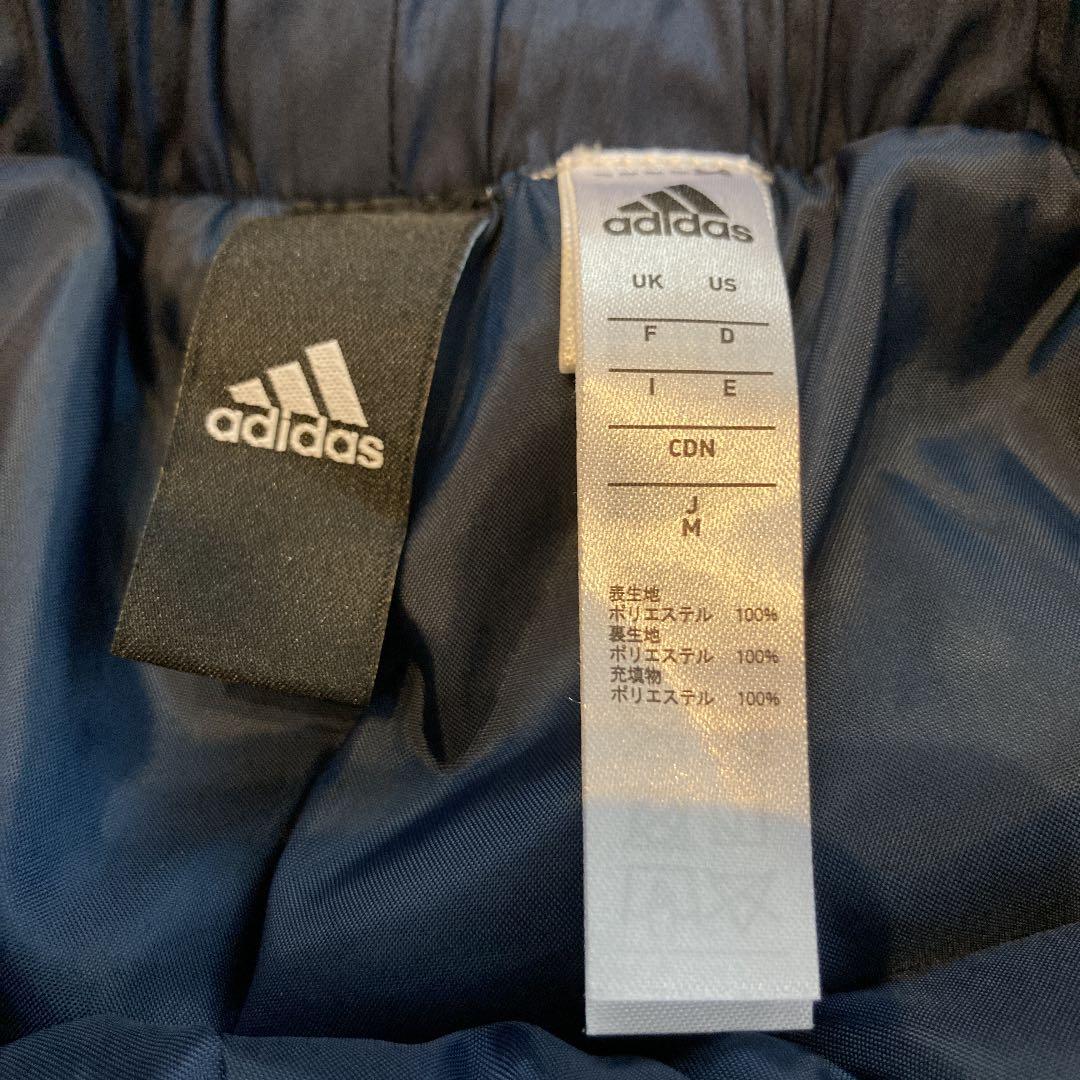 adidas
adidas
UK US
F D
I E
CDN
J
M
表生地
ポリエステル 100%
裏生地
ポリエステル 100%
充填物
ポリエステル 100%